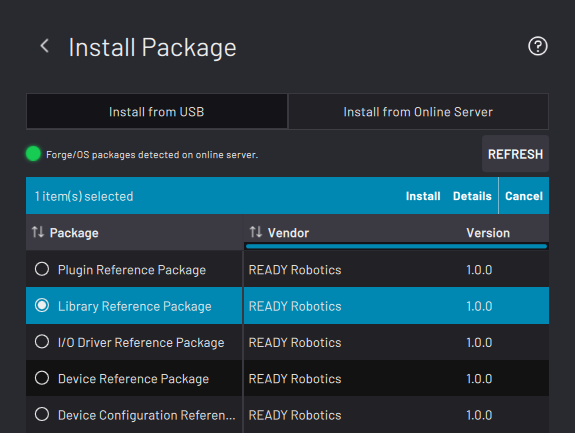 Install Package
Install from USB Install from Online Server
Forge/OS packages detected on online server. REFRESH
1 item(s) selected Install Details Cancel
Package Vendor Version
Plugin Reference Package READY Robotics 1.0.0
Library Reference Package READY Robotics 1.0.0
I/O Driver Reference Package READY Robotics 1.0.0
Device Reference Package READY Robotics 1.0.0
Device Configuration Referen... READY Robotics 1.0.0